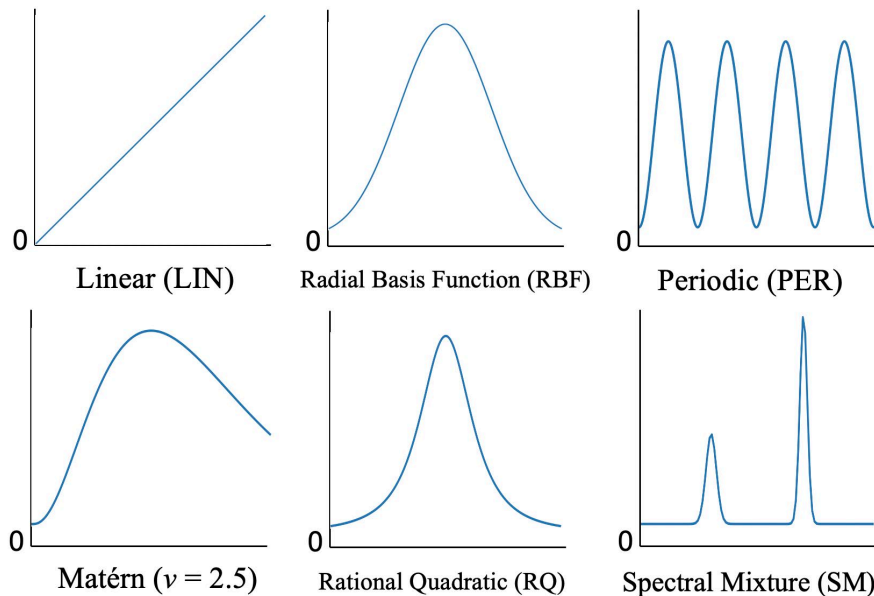 0
Linear (LIN)
0
Radial Basis Function (RBF)
0
Periodic (PER)
0
Matérn (ν = 2.5)
0
Rational Quadratic (RQ)
0
Spectral Mixture (SM)